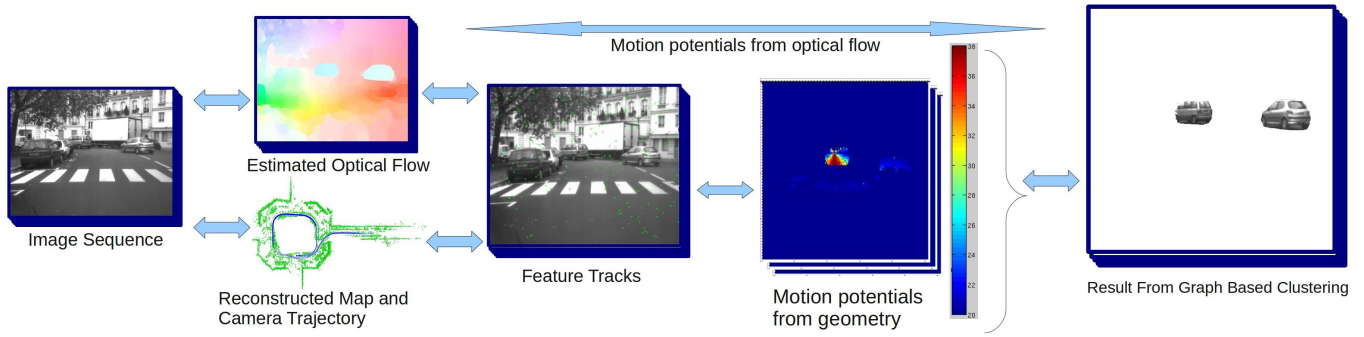 Motion potentials from optical flow
Estimated Optical Flow
Image Sequence
Reconstructed Map and
Camera Trajectory
Feature Tracks
Motion potentials
from geometry
38
36
34
32
30
28
26
24
22
20
Result From Graph Based Clustering